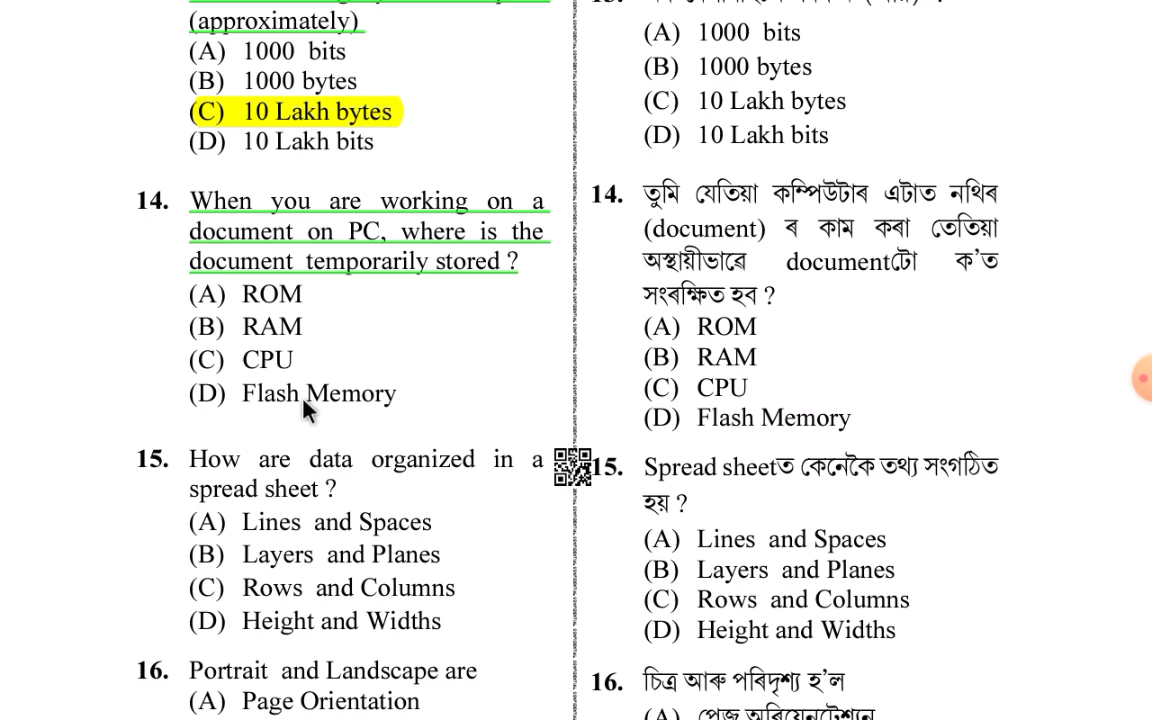 (approximately)
(A) 1000 bits
(B) 1000 bytes
(C) 10 Lakh bytes
(D) 10 Lakh bits
14. When you are working on a
document on PC, where is the
document temporarily stored ?
(A) ROM
(B) RAM
(C) CPU
(D) Flash Memory
15. How are data organized in a
spread sheet ?
(A) Lines and Spaces
(B) Layers and Planes
(C) Rows and Columns
(D) Height and Widths
16. Portrait and Landscape are
(A) Page Orientation
(A) 1000 bits
(B) 1000 bytes
(C) 10 Lakh bytes
(D) 10 Lakh bits
14. তুমি যেতিয়া কম্পিউটাৰ এটাত নথিৰ
(document) ৰ কাম কৰা তেতিয়া
অস্থায়ীভাৱে documentটো ক'ত
সংৰক্ষিত হব ?
(A) ROM
(B) RAM
(C) CPU
(D) Flash Memory
15. Spread sheetত কেনেকৈ তথ্য সংগঠিত
হয় ?
(A) Lines and Spaces
(B) Layers and Planes
(C) Rows and Columns
(D) Height and Widths
16. চিত্ৰ আৰু পৰিদৃশ্য হ'ল
(A) পেজ অৰিয়েনটেশ্যন